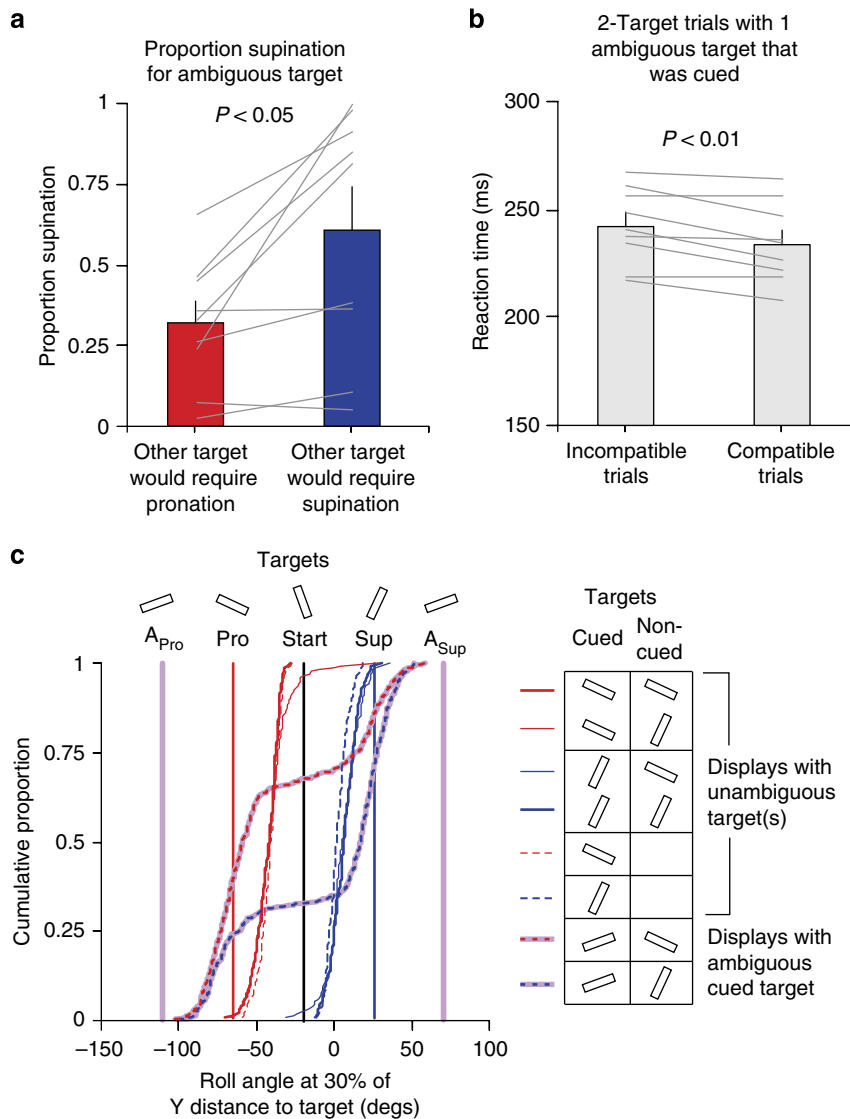 a
Proportion supination
for ambiguous target
P < 0.05
1
0.75
0.5
0.25
0
Proportion supination
Other target
would require
pronation
Other target
would require
supination
b
2-Target trials with 1
ambiguous target that
was cued
P < 0.01
300
250
200
150
Reaction time (ms)
Incompatible
trials
Compatible
trials
c
Targets
APro
Pro
Start
Sup
ASup
1
0.75
0.5
0.25
0
Cumulative proportion
−150
−100
−50
0
50
100
Roll angle at 30% of
Y distance to target (degs)
Targets
Cued
Non-
cued
Displays with
unambiguous
target(s)
Displays with
ambiguous
cued target